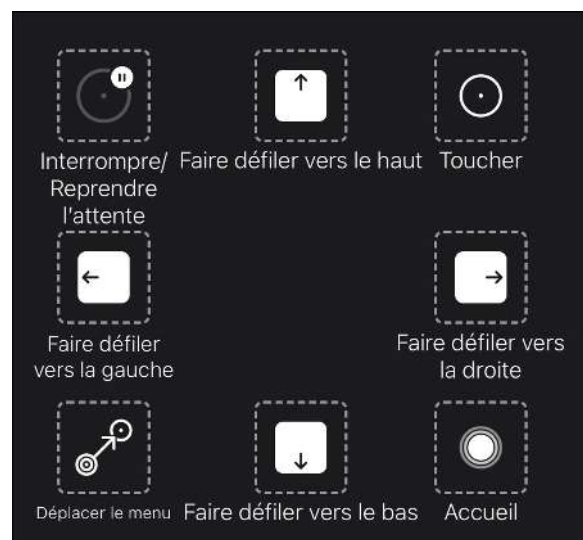 Interrompre/
Reprendre
l'attente
Faire défiler vers le haut
Toucher
Faire défiler
vers la gauche
Faire défiler vers
la droite
Déplacer le menu
Faire défiler vers le bas
Accueil